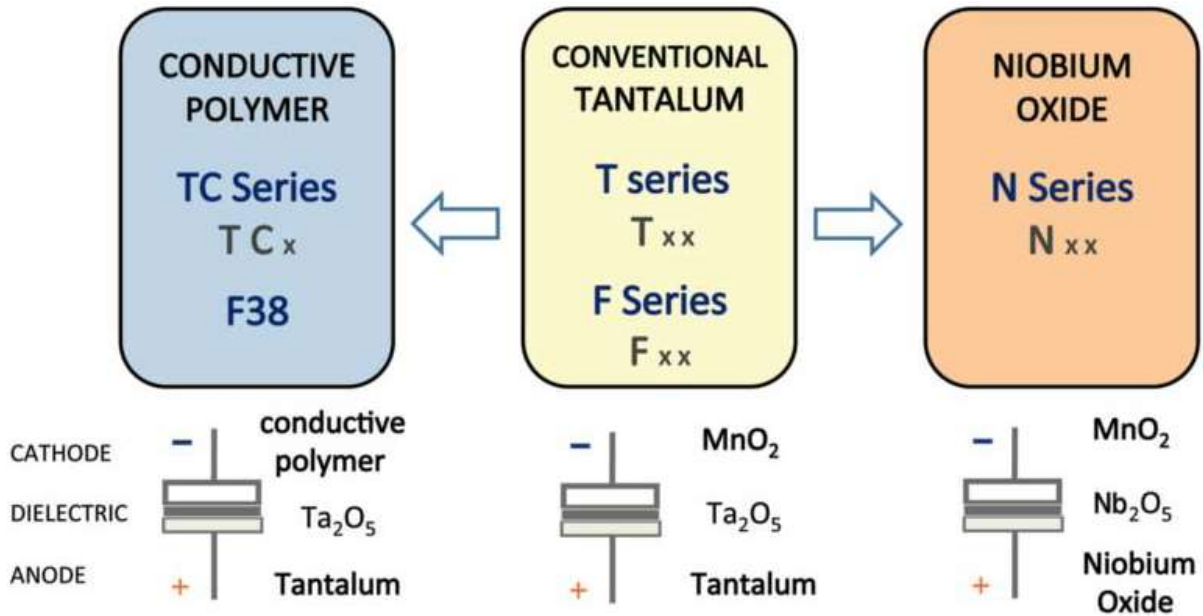 CONDUCTIVE
POLYMER
TC Series
T C x
F38
CONVENTIONAL
TANTALUM
T series
T x x
F Series
F x x
NIOBIUM
OXIDE
N Series
N x x
CATHODE
DIELECTRIC
ANODE
–
conductive
polymer
Ta₂O₅
+
Tantalum
–
MnO₂
Ta₂O₅
+
Tantalum
–
MnO₂
Nb₂O₅
+
Niobium
Oxide